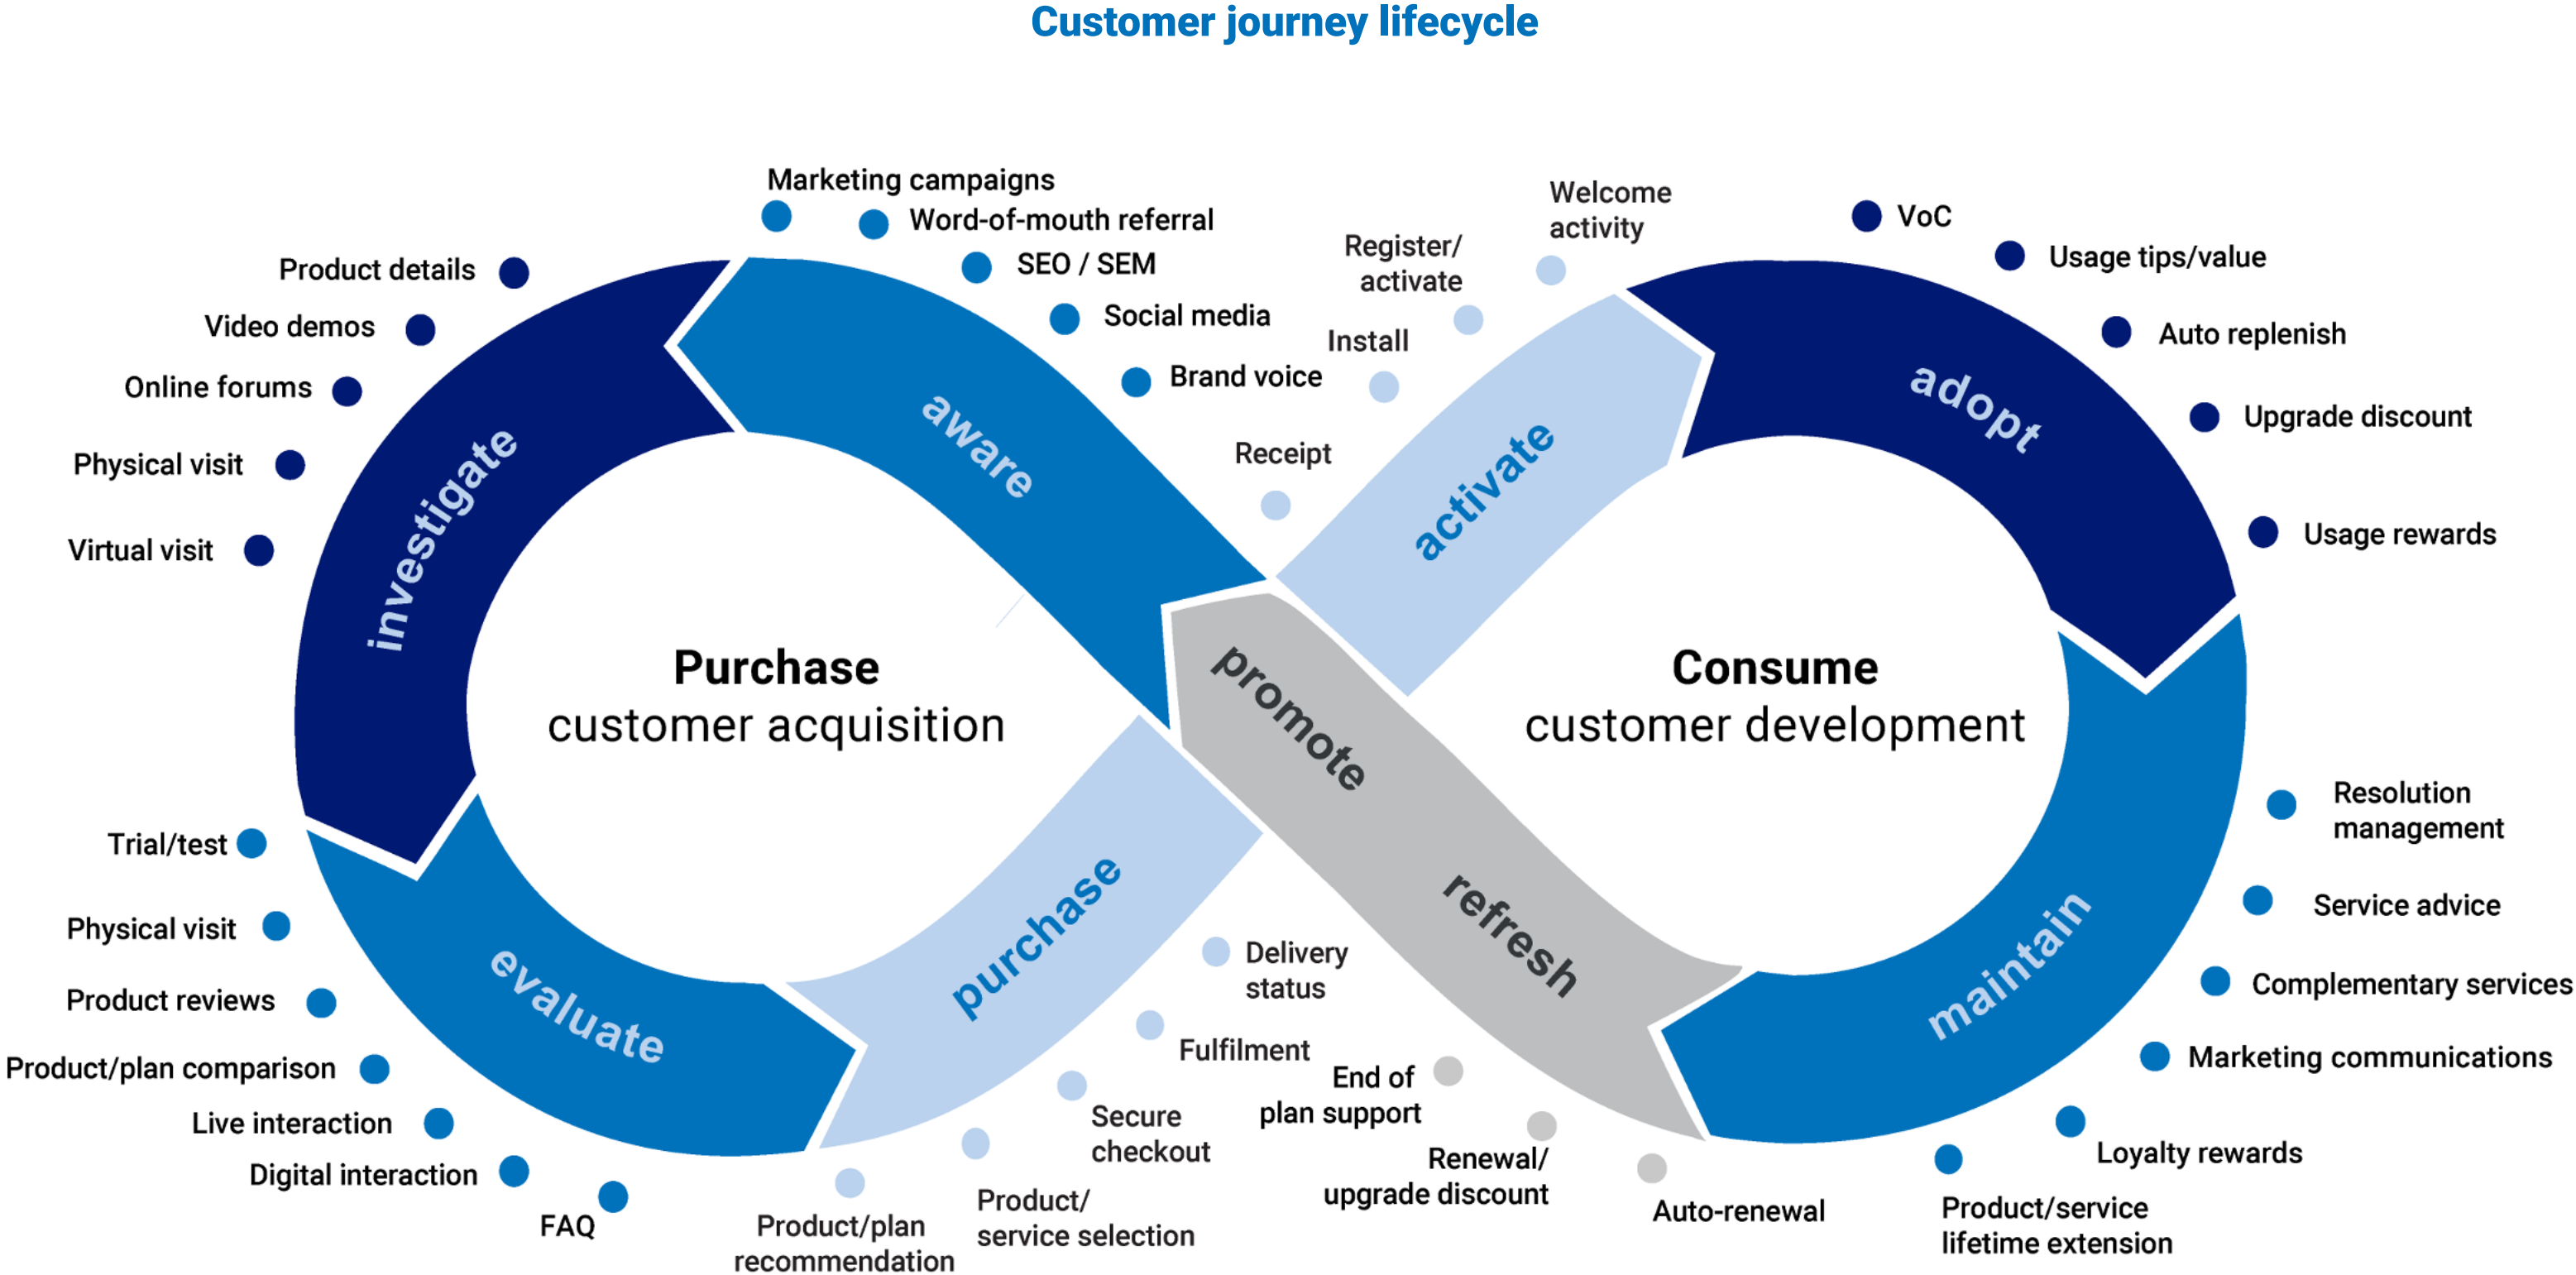 Customer journey lifecycle
Marketing campaigns
Word-of-mouth referral
SEO / SEM
Social media
Brand voice
aware
Product details
Video demos
Online forums
Physical visit
Virtual visit
investigate
Trial/test
Physical visit
Product reviews
Product/plan comparison
Live interaction
Digital interaction
FAQ
evaluate
Purchase
customer acquisition
purchase
Product/plan
recommendation
Product/
service selection
Secure
checkout
Fulfilment
Delivery
status
Receipt
Install
Register/
activate
Welcome
activity
activate
VoC
Usage tips/value
Auto replenish
Upgrade discount
Usage rewards
adopt
Consume
customer development
Resolution
management
Service advice
Complementary services
Marketing communications
Loyalty rewards
Product/service
lifetime extension
maintain
Auto-renewal
Renewal/
upgrade discount
End of
plan support
refresh
promote